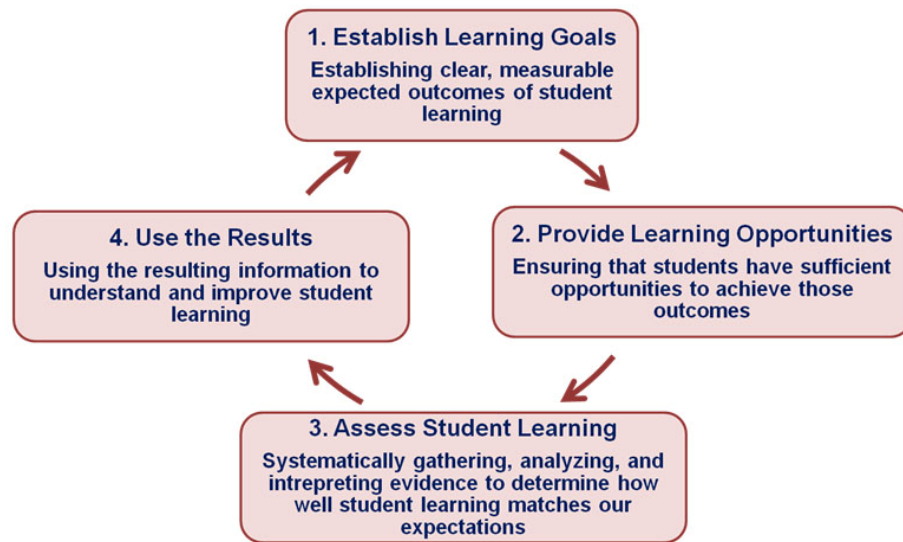 1. Establish Learning Goals
Establishing clear, measurable
expected outcomes of student
learning
2. Provide Learning Opportunities
Ensuring that students have sufficient
opportunities to achieve those
outcomes
3. Assess Student Learning
Systematically gathering, analyzing, and
intrepreting evidence to determine how
well student learning matches our
expectations
4. Use the Results
Using the resulting information to
understand and improve student
learning